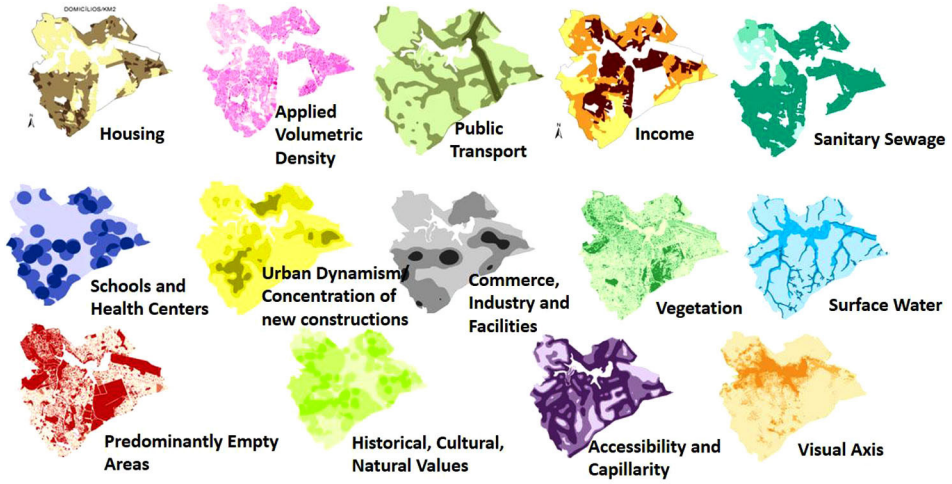 DOMICÍLIOS/KM2
N
Housing
Applied
Volumetric
Density
Public
Transport
N
Income
Sanitary Sewage
Schools and
Health Centers
Urban Dynamism/
Concentration of
new constructions
Commerce,
Industry and
Facilities
Vegetation
Surface Water
Predominantly Empty
Areas
Historical, Cultural,
Natural Values
Accessibility and
Capillarity
Visual Axis